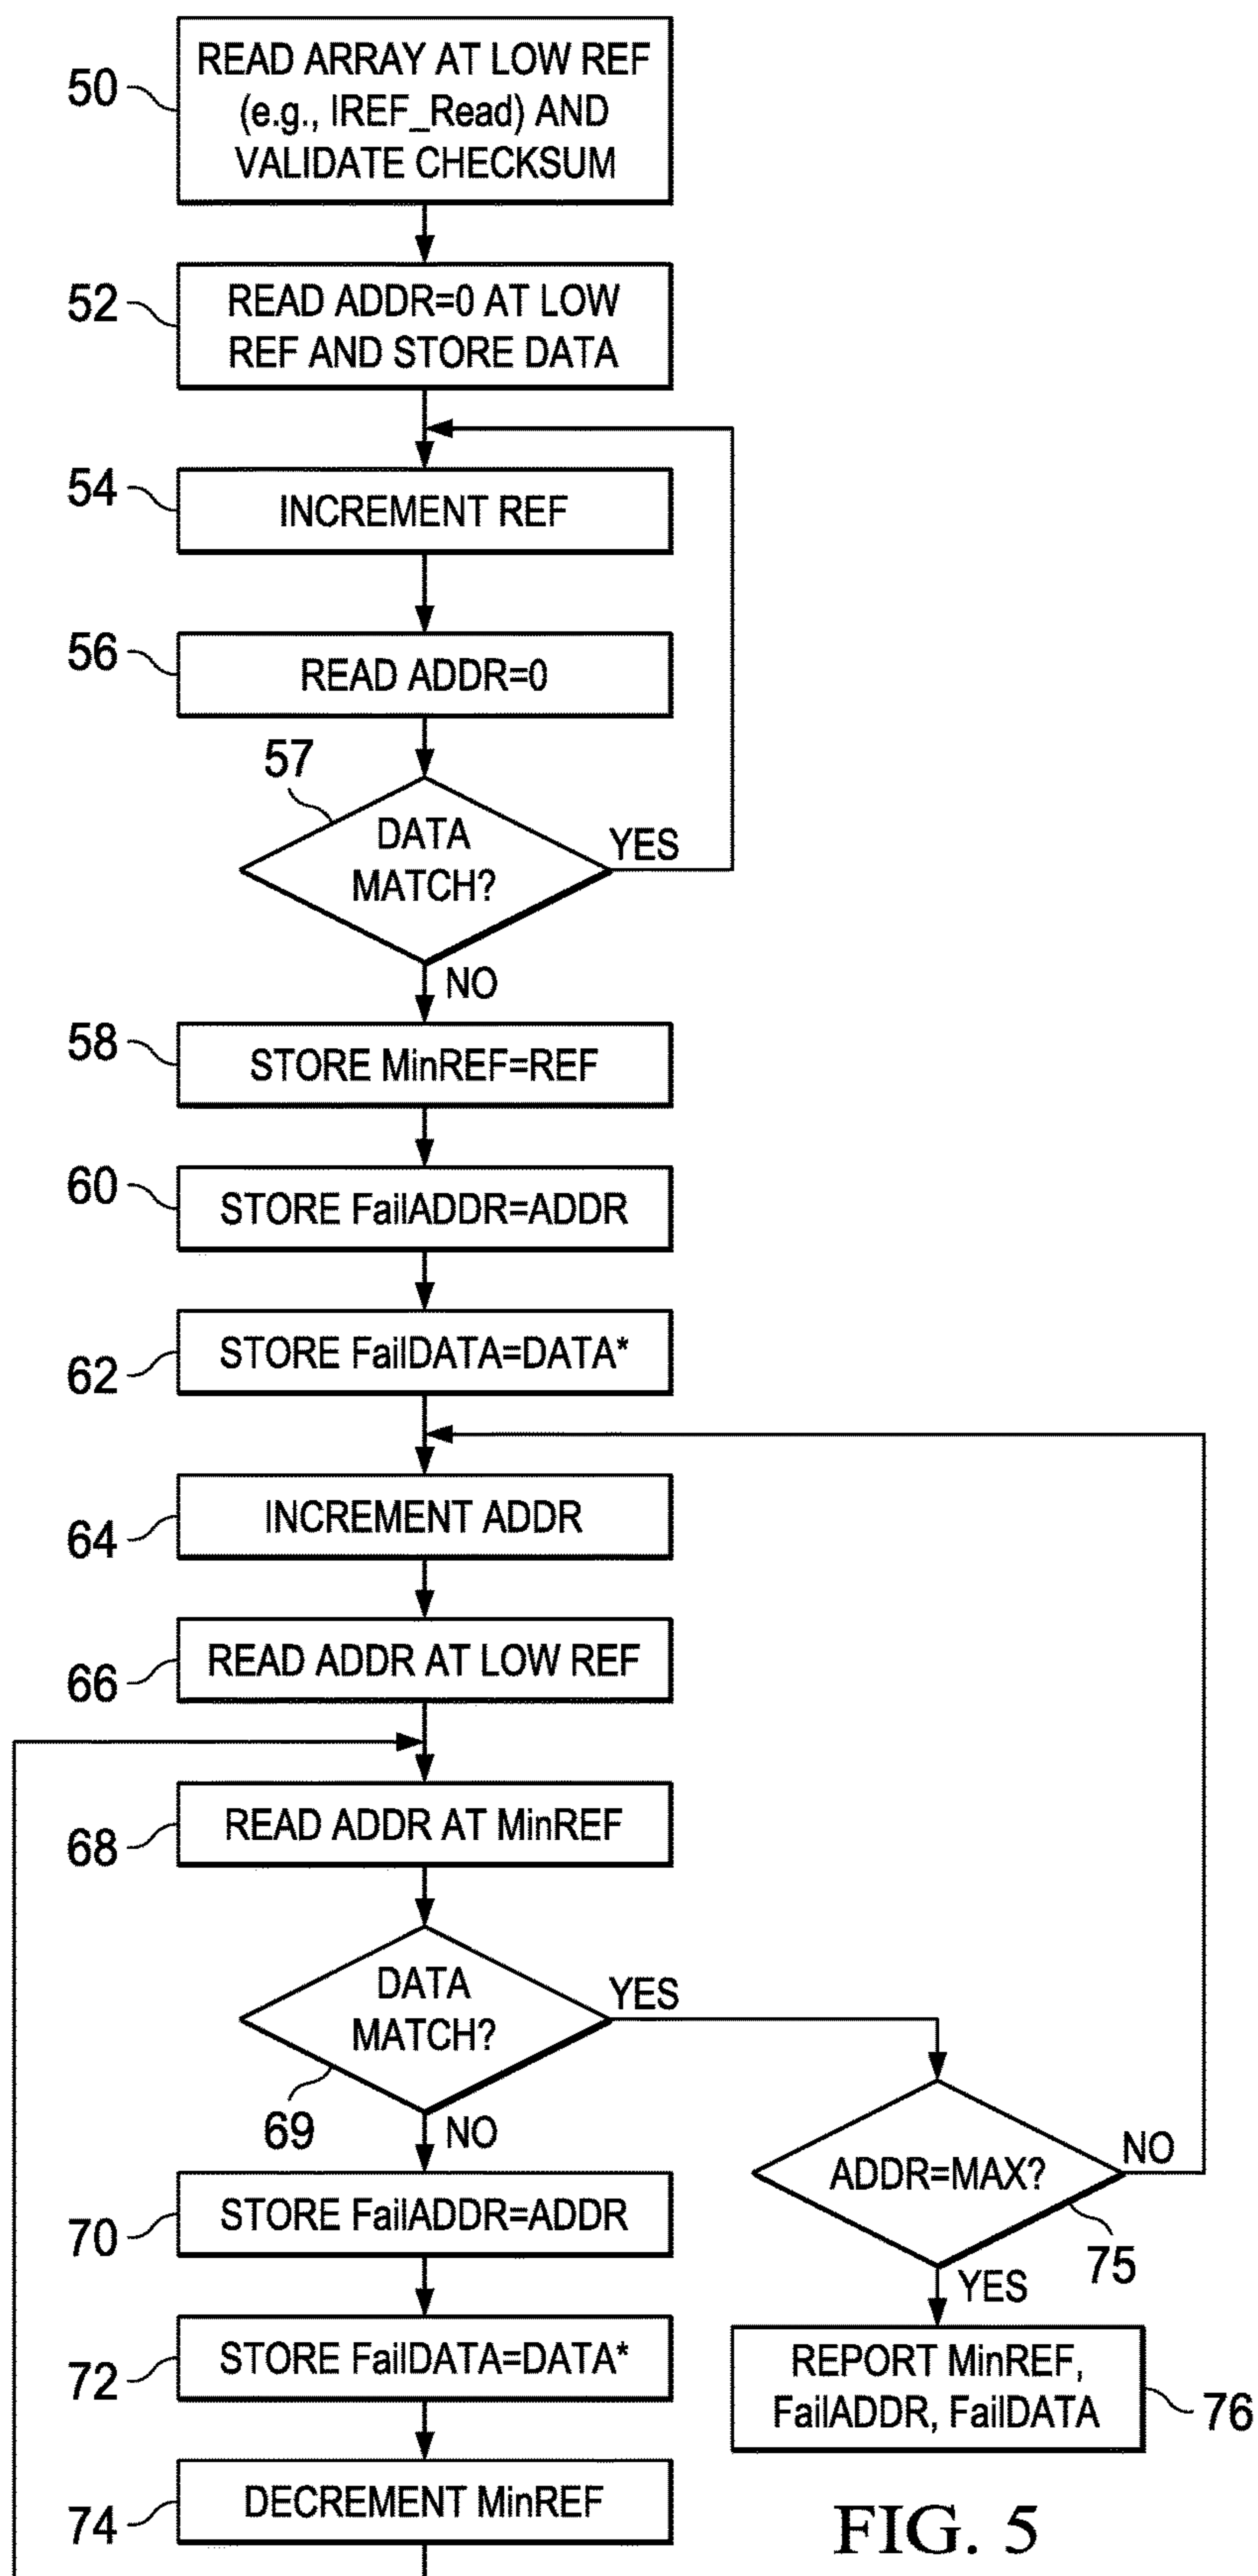 50
READ ARRAY AT LOW REF
(e.g., IREF_Read) AND
VALIDATE CHECKSUM
52
READ ADDR=0 AT LOW
REF AND STORE DATA
54
INCREMENT REF
56
READ ADDR=0
57
DATA
MATCH?
YES
NO
58
STORE MinREF=REF
60
STORE FailADDR=ADDR
62
STORE FailDATA=DATA*
64
INCREMENT ADDR
66
READ ADDR AT LOW REF
68
READ ADDR AT MinREF
DATA
MATCH?
YES
69
NO
ADDR=MAX?
NO
75
YES
70
STORE FailADDR=ADDR
72
STORE FailDATA=DATA*
REPORT MinREF,
FailADDR, FailDATA
76
74
DECREMENT MinREF
FIG. 5